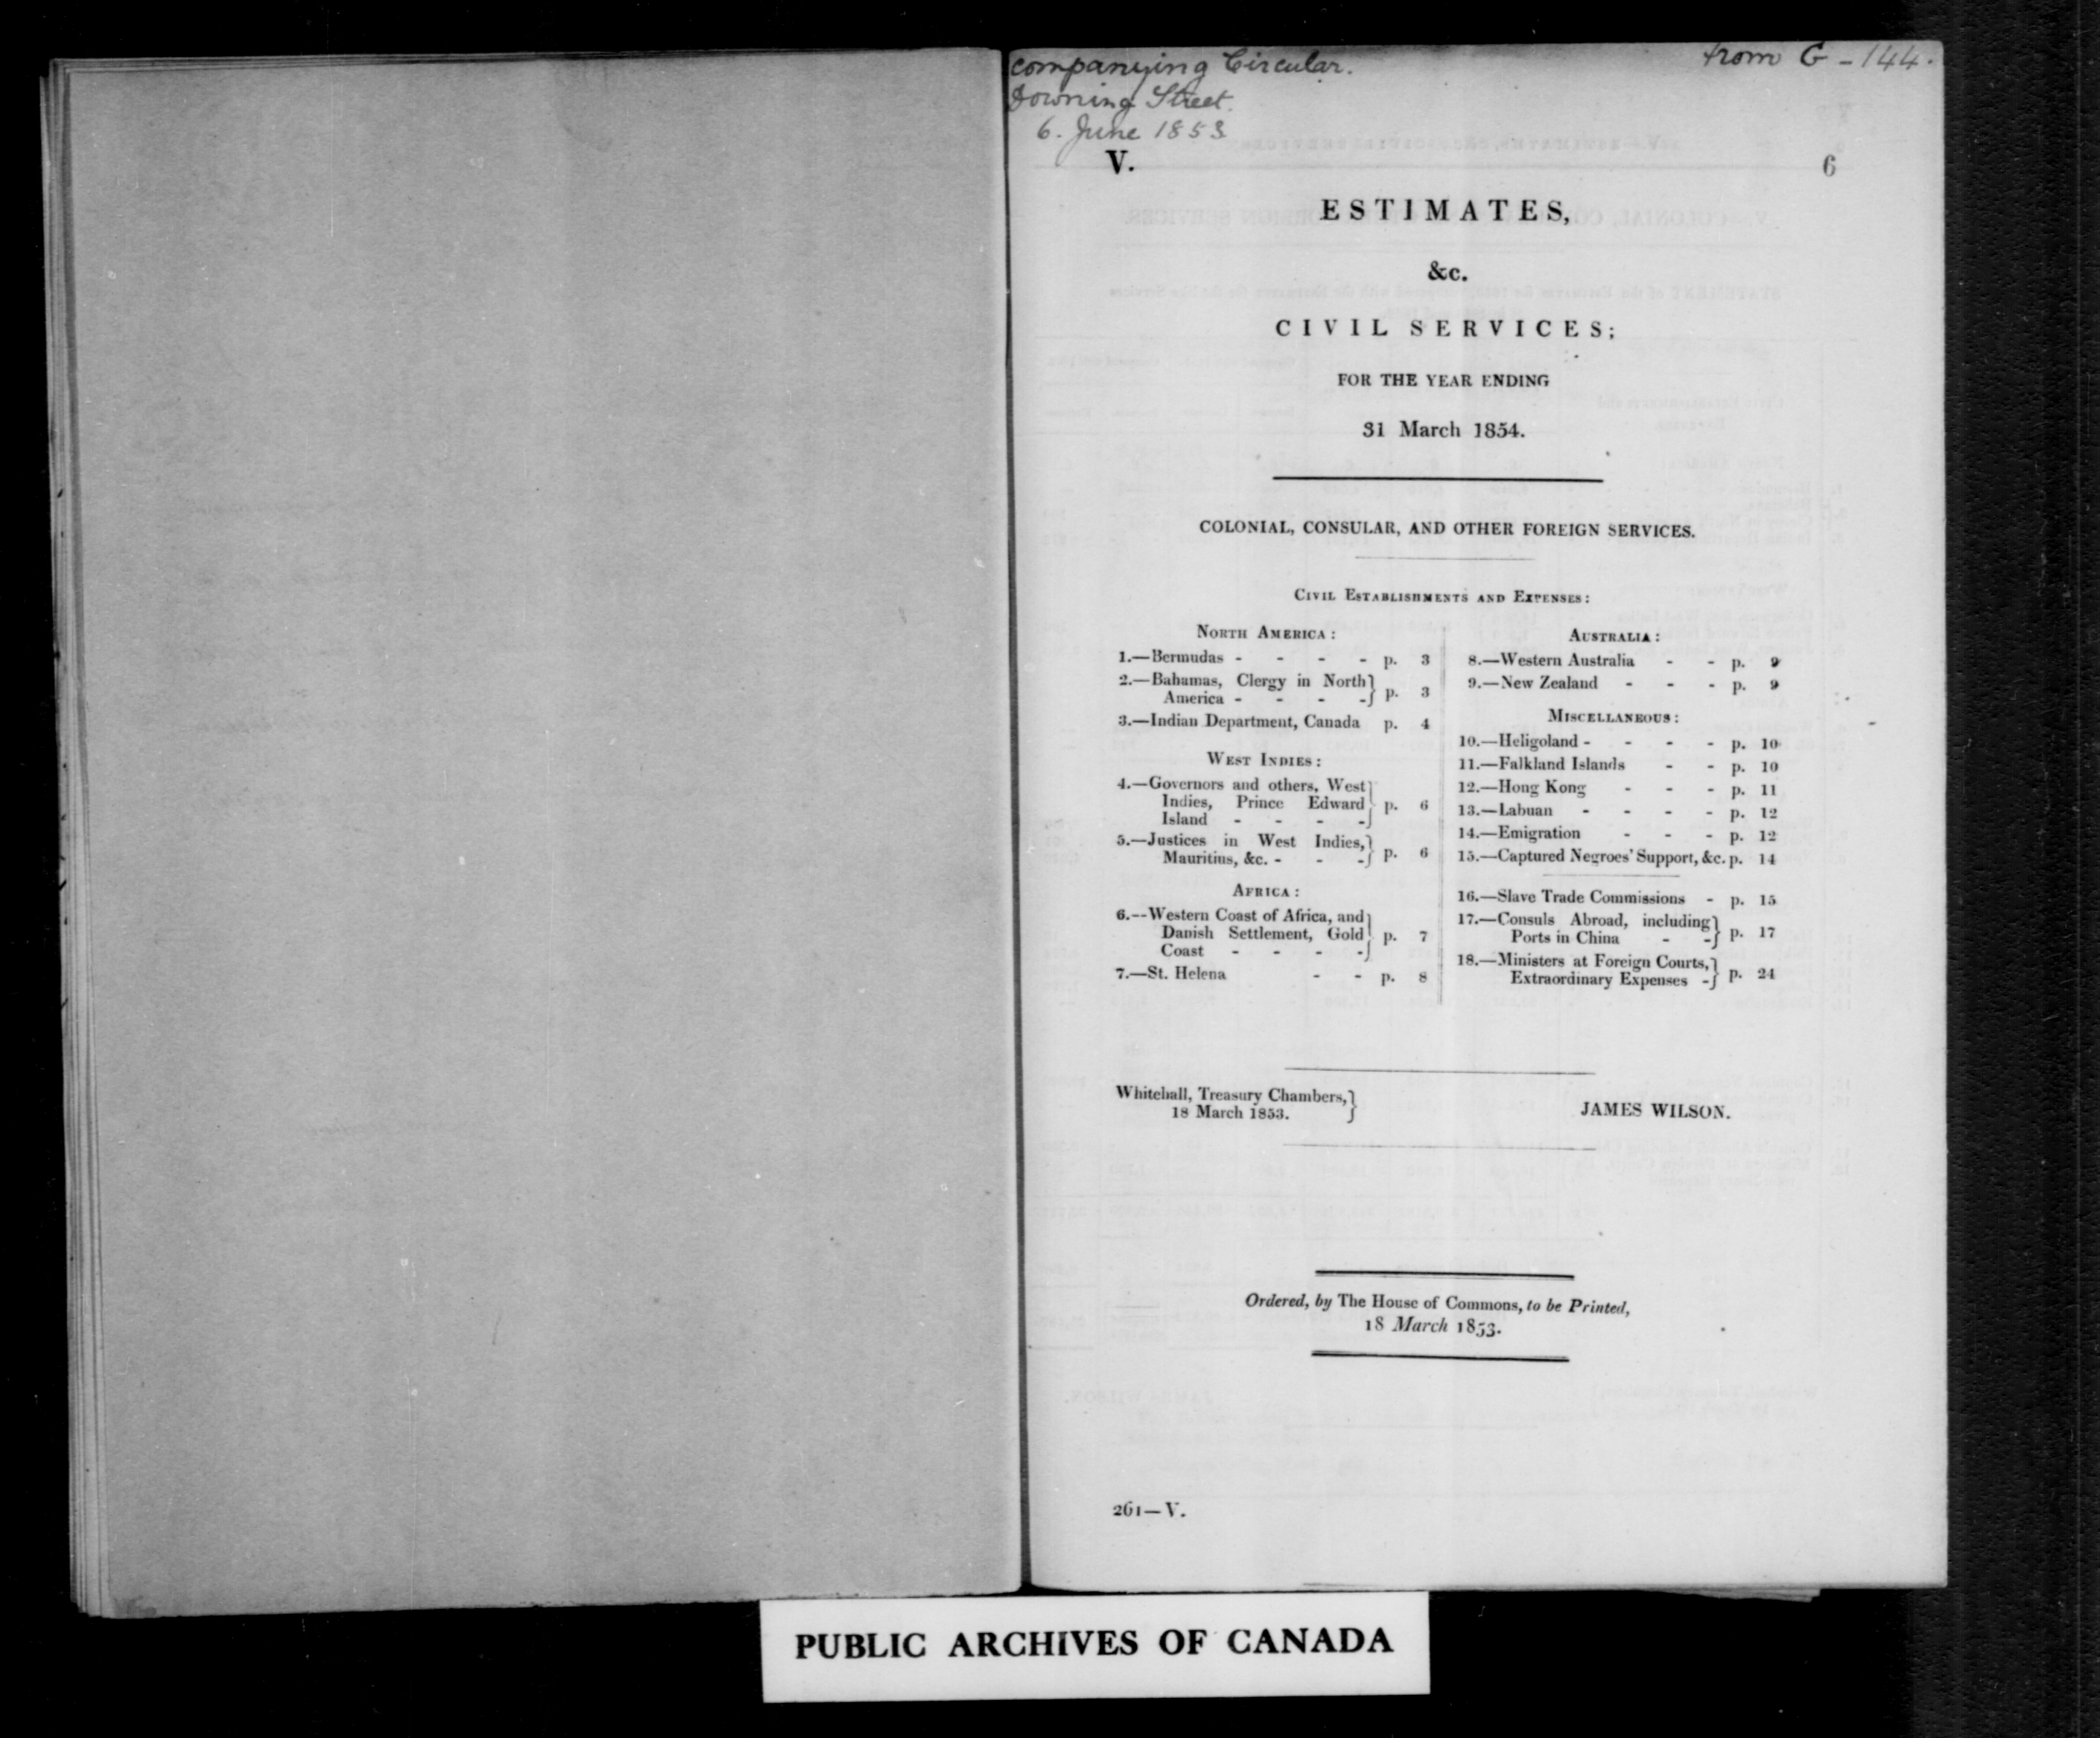 companying Circular.
from G - 144.
Downing Street.
6. June 1853
V.
6
ESTIMATES,
&c.
CIVIL SERVICES;
FOR THE YEAR ENDING
31 March 1854.
COLONIAL, CONSULAR, AND OTHER FOREIGN SERVICES.
CIVIL ESTABLISHMENTS AND EXPENSES:
NORTH AMERICA:
1.—Bermudas - - - - p. 3
2.—Bahamas, Clergy in North
America - - - -} p. 3
3.—Indian Department, Canada p. 4
WEST INDIES:
4.—Governors and others, West
Indies, Prince Edward} p. 6
Island - - - -
5.—Justices in West Indies,
Mauritius, &c. - - -} p. 6
AFRICA:
6.--Western Coast of Africa, and
Danish Settlement, Gold} p. 7
Coast - - - -
7.—St. Helena - - p. 8
AUSTRALIA:
8.—Western Australia - - p. 9
9.—New Zealand - - - p. 9
MISCELLANEOUS:
10.—Heligoland - - - - p. 10
11.—Falkland Islands - - p. 10
12.—Hong Kong - - - p. 11
13.—Labuan - - - - p. 12
14.—Emigration - - - p. 12
15.—Captured Negroes' Support, &c. p. 14
16.—Slave Trade Commissions - p. 15
17.—Consuls Abroad, including
Ports in China - -} p. 17
18.—Ministers at Foreign Courts,
Extraordinary Expenses -} p. 24
Whitehall, Treasury Chambers,}
18 March 1853.
JAMES WILSON.
Ordered, by The House of Commons, to be Printed,
18 March 1853.
261—V.
PUBLIC ARCHIVES OF CANADA